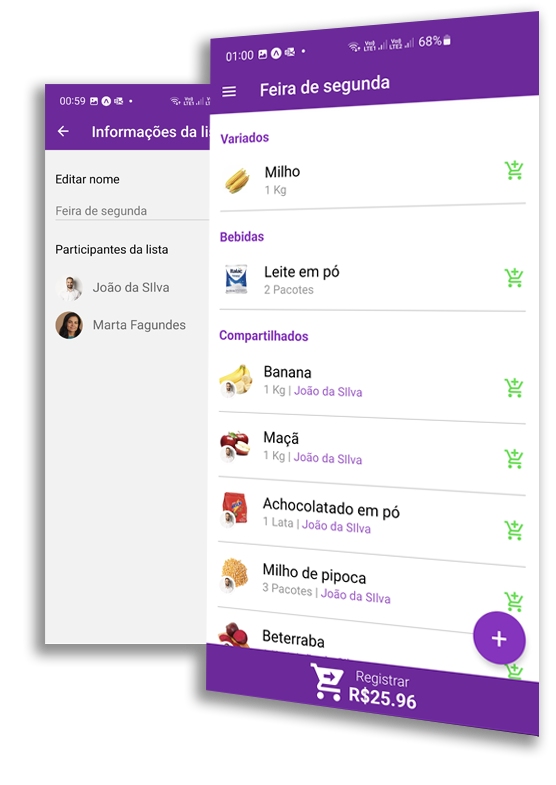 00:59
Informações da li
Editar nome
Feira de segunda
Participantes da lista
João da SIlva
Marta Fagundes
01:00 68%
Feira de segunda
Variados
Milho
1 Kg
Bebidas
Leite em pó
2 Pacotes
Compartilhados
Banana
1 Kg | João da SIlva
Maçã
1 Kg | João da SIlva
Achocolatado em pó
1 Lata | João da SIlva
Milho de pipoca
3 Pacotes | João da SIlva
Beterraba
+
Registrar
R$25.96